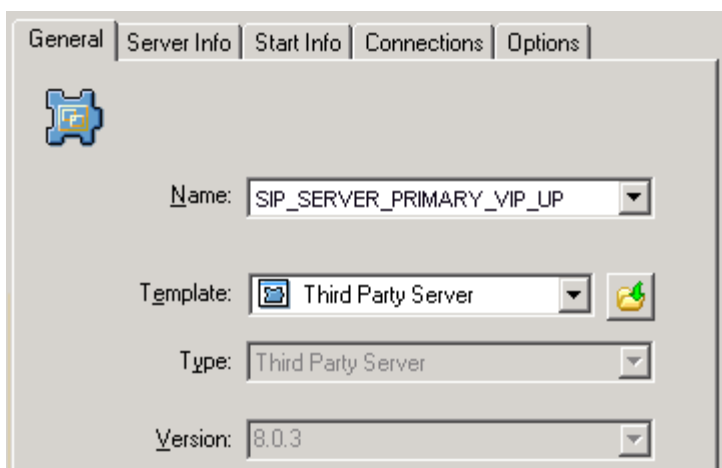 General Server Info Start Info Connections Options
Name: SIP_SERVER_PRIMARY_VIP_UP
Template: Third Party Server
Type: Third Party Server
Version: 8.0.3